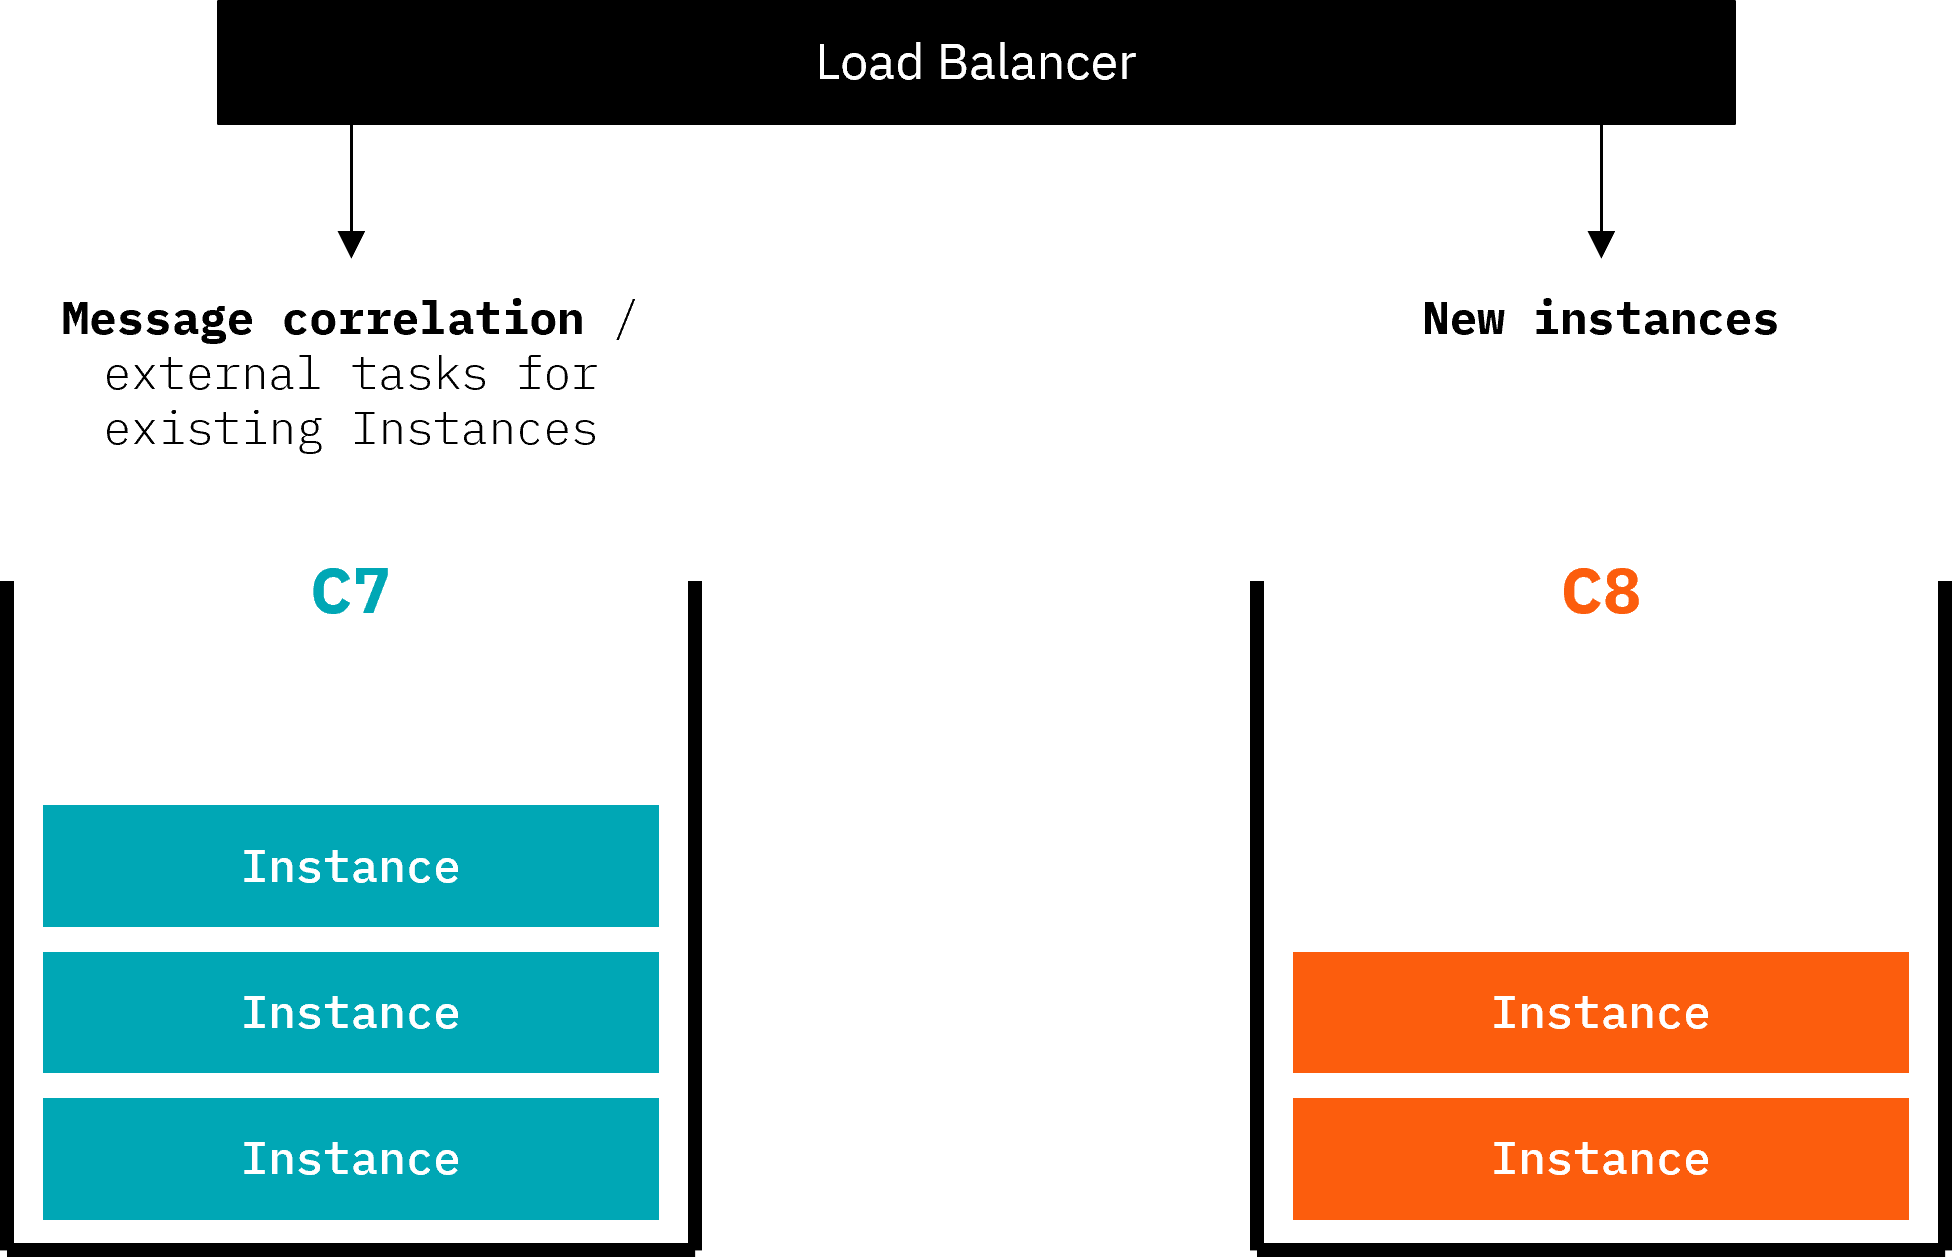 Load Balancer
Message correlation /
external tasks for
existing Instances
New instances
C7
C8
Instance
Instance
Instance
Instance
Instance